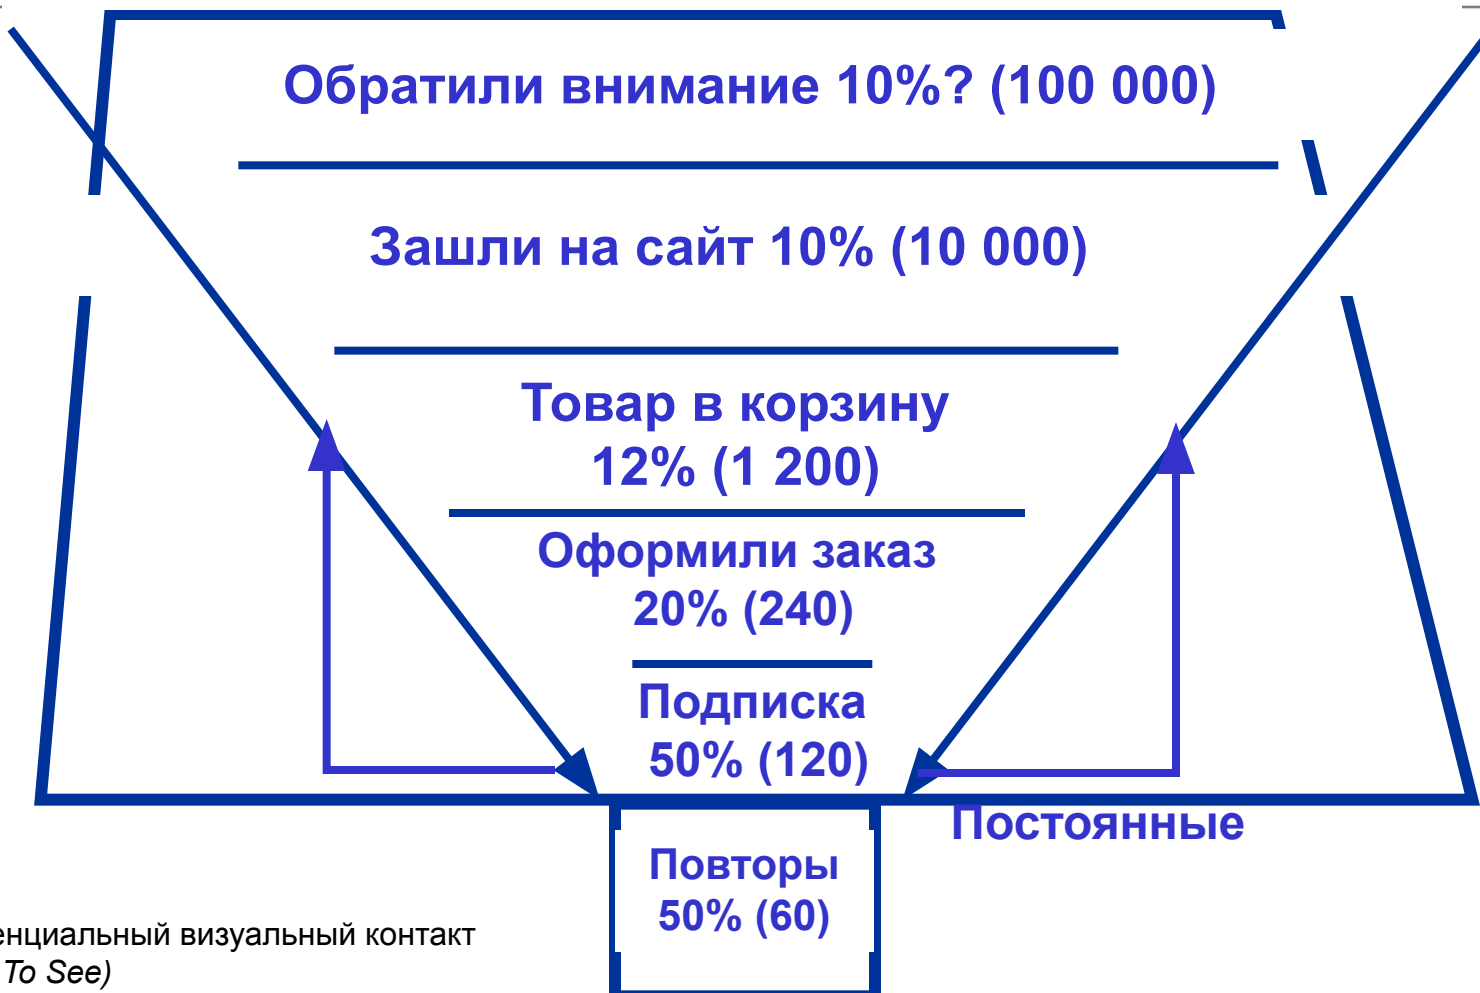 Обратили внимание 10%? (100 000)
Зашли на сайт 10% (10 000)
Товар в корзину
12% (1 200)
Оформили заказ
20% (240)
Подписка
50% (120)
Постоянные
Повторы
50% (60)
енциальный визуальный контакт
To See)